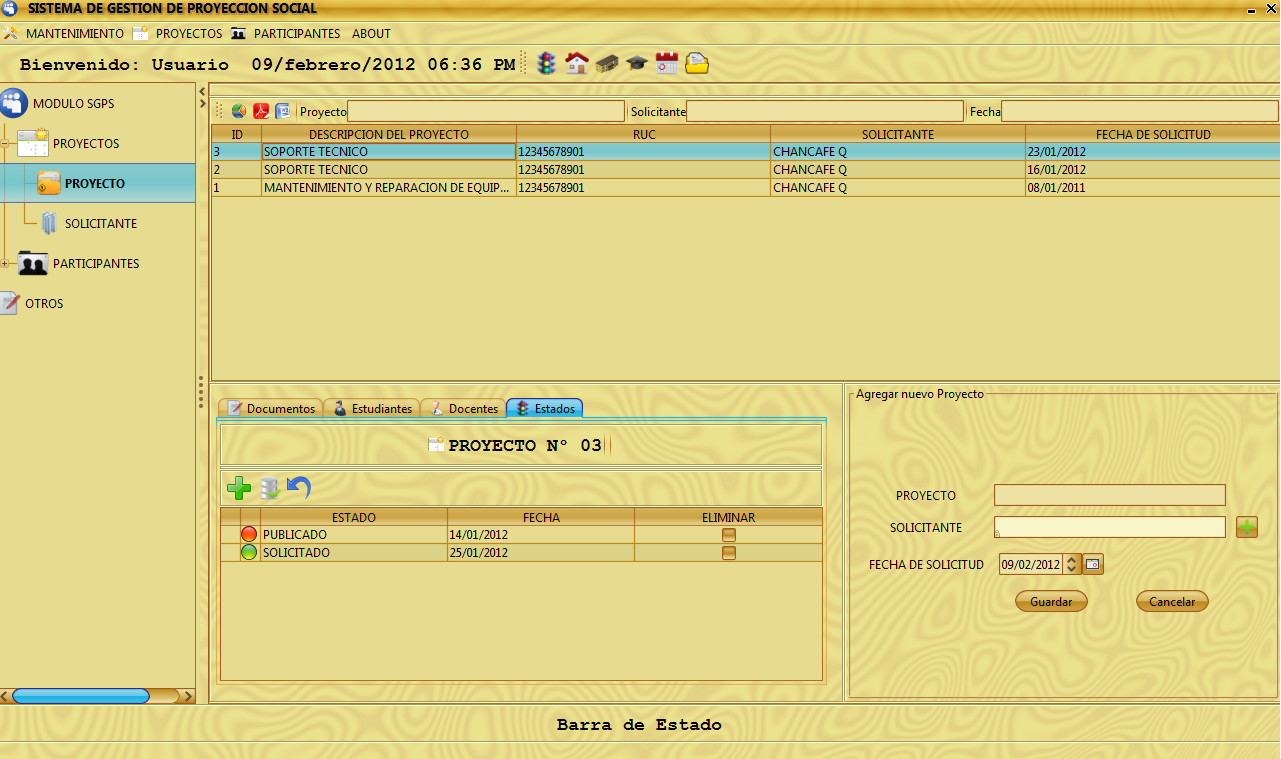 SISTEMA DE GESTION DE PROYECCION SOCIAL
MANTENIMIENTO PROYECTOS PARTICIPANTES ABOUT
Bienvenido: Usuario 09/febrero/2012 06:36 PM
MODULO SGPS
PROYECTOS
PROYECTO
SOLICITANTE
PARTICIPANTES
OTROS
Proyecto Solicitante Fecha
ID DESCRIPCION DEL PROYECTO RUC SOLICITANTE FECHA DE SOLICITUD
3 SOPORTE TECNICO 12345678901 CHANCAFE Q 23/01/2012
2 SOPORTE TECNICO 12345678901 CHANCAFE Q 16/01/2012
1 MANTENIMIENTO Y REPARACION DE EQUIP... 12345678901 CHANCAFE Q 08/01/2011
Documentos Estudiantes Docentes Estados
PROYECTO Nº 03
ESTADO FECHA ELIMINAR
PUBLICADO 14/01/2012
SOLICITADO 25/01/2012
Agregar nuevo Proyecto
PROYECTO
SOLICITANTE
FECHA DE SOLICITUD 09/02/2012
Guardar Cancelar
Barra de Estado